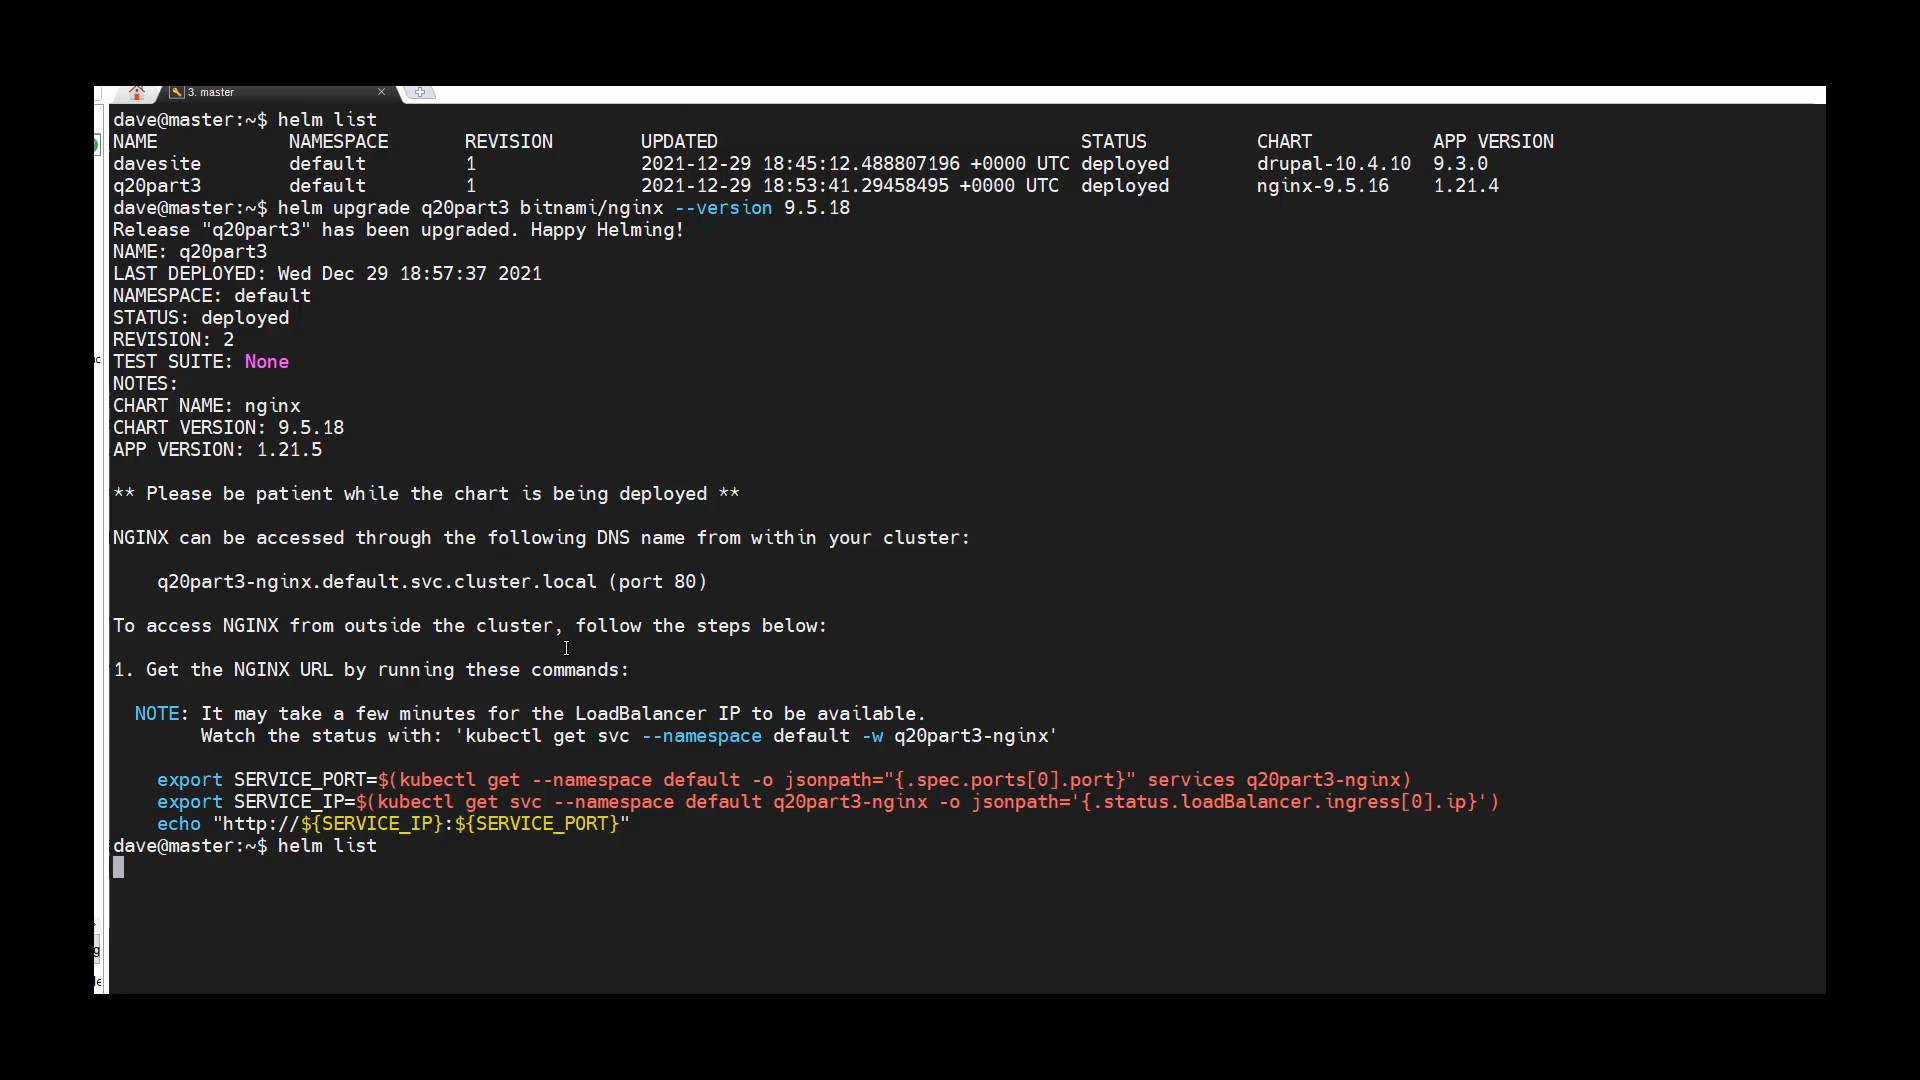 3. master
dave@master:~$ helm list
NAME NAMESPACE REVISION UPDATED STATUS CHART APP VERSION
davesite default 1 2021-12-29 18:45:12.488807196 +0000 UTC deployed drupal-10.4.10 9.3.0
q20part3 default 1 2021-12-29 18:53:41.29458495 +0000 UTC deployed nginx-9.5.16 1.21.4
dave@master:~$ helm upgrade q20part3 bitnami/nginx --version 9.5.18
Release "q20part3" has been upgraded. Happy Helming!
NAME: q20part3
LAST DEPLOYED: Wed Dec 29 18:57:37 2021
NAMESPACE: default
STATUS: deployed
REVISION: 2
TEST SUITE: None
NOTES:
CHART NAME: nginx
CHART VERSION: 9.5.18
APP VERSION: 1.21.5
** Please be patient while the chart is being deployed **
NGINX can be accessed through the following DNS name from within your cluster:
q20part3-nginx.default.svc.cluster.local (port 80)
To access NGINX from outside the cluster, follow the steps below:
1. Get the NGINX URL by running these commands:
NOTE: It may take a few minutes for the LoadBalancer IP to be available.
Watch the status with: 'kubectl get svc --namespace default -w q20part3-nginx'
export SERVICE_PORT=$(kubectl get --namespace default -o jsonpath="{.spec.ports[0].port}" services q20part3-nginx)
export SERVICE_IP=$(kubectl get svc --namespace default q20part3-nginx -o jsonpath='{.status.loadBalancer.ingress[0].ip}')
echo "http://${SERVICE_IP}:${SERVICE_PORT}"
dave@master:~$ helm list